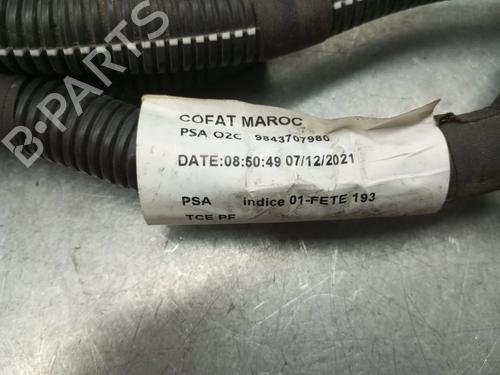 COFAT MAROC
PSA O2C 9843707980
DATE:08:50:49 07/12/2021
PSA indice 01-FETE 193
TCE PF
B-PARTS